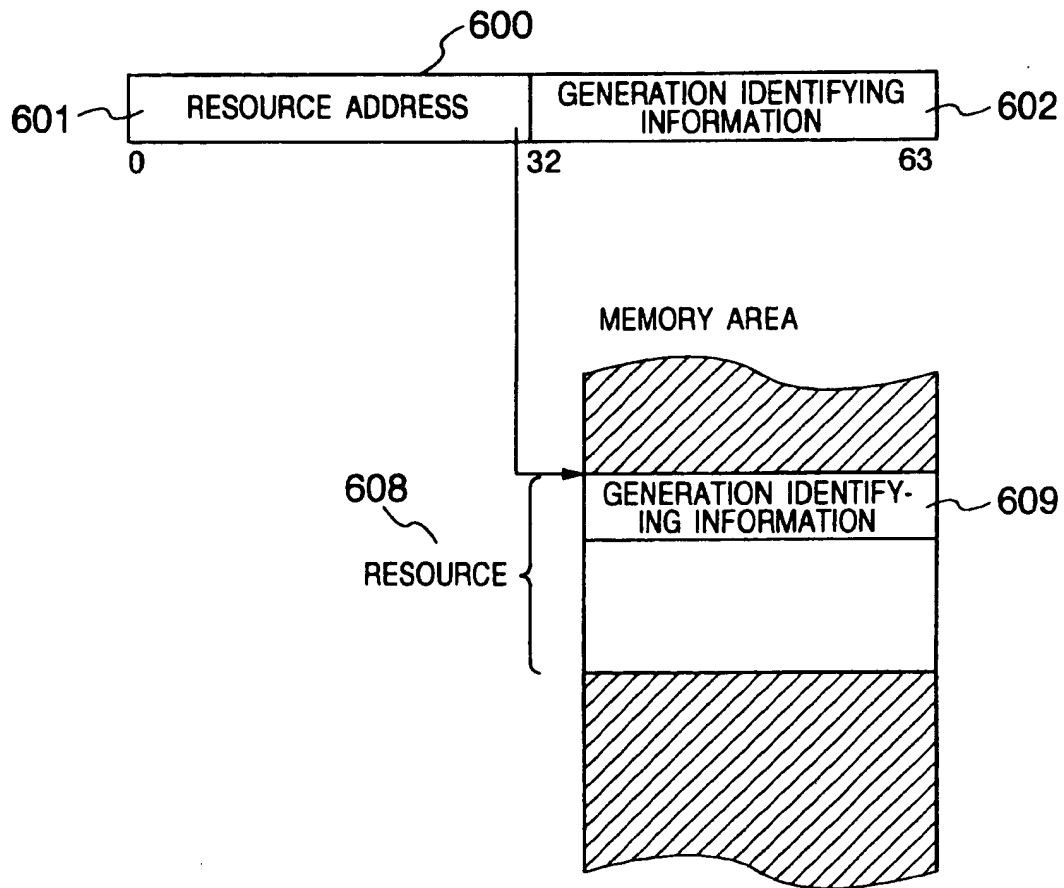 600
601
RESOURCE ADDRESS
GENERATION IDENTIFYING
INFORMATION
602
0
32
63
MEMORY AREA
608
RESOURCE
GENERATION IDENTIFY-
ING INFORMATION
609